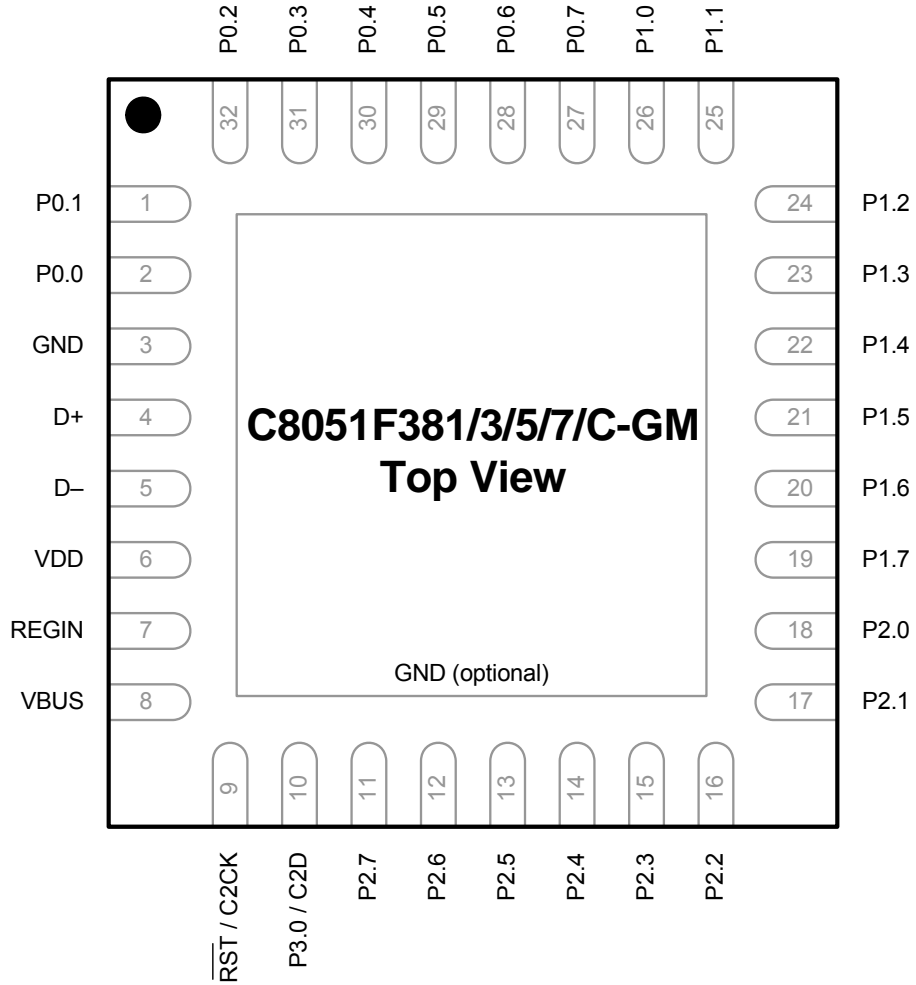 P0.2
P0.3
P0.4
P0.5
P0.6
P0.7
P1.0
P1.1
32
31
30
29
28
27
26
25
P0.1
1
24
P1.2
P0.0
2
23
P1.3
GND
3
22
P1.4
D+
4
21
P1.5
D–
5
20
P1.6
VDD
6
19
P1.7
REGIN
7
18
P2.0
VBUS
8
17
P2.1
C8051F381/3/5/7/C-GM
Top View
GND (optional)
9
10
11
12
13
14
15
16
RST / C2CK
P3.0 / C2D
P2.7
P2.6
P2.5
P2.4
P2.3
P2.2